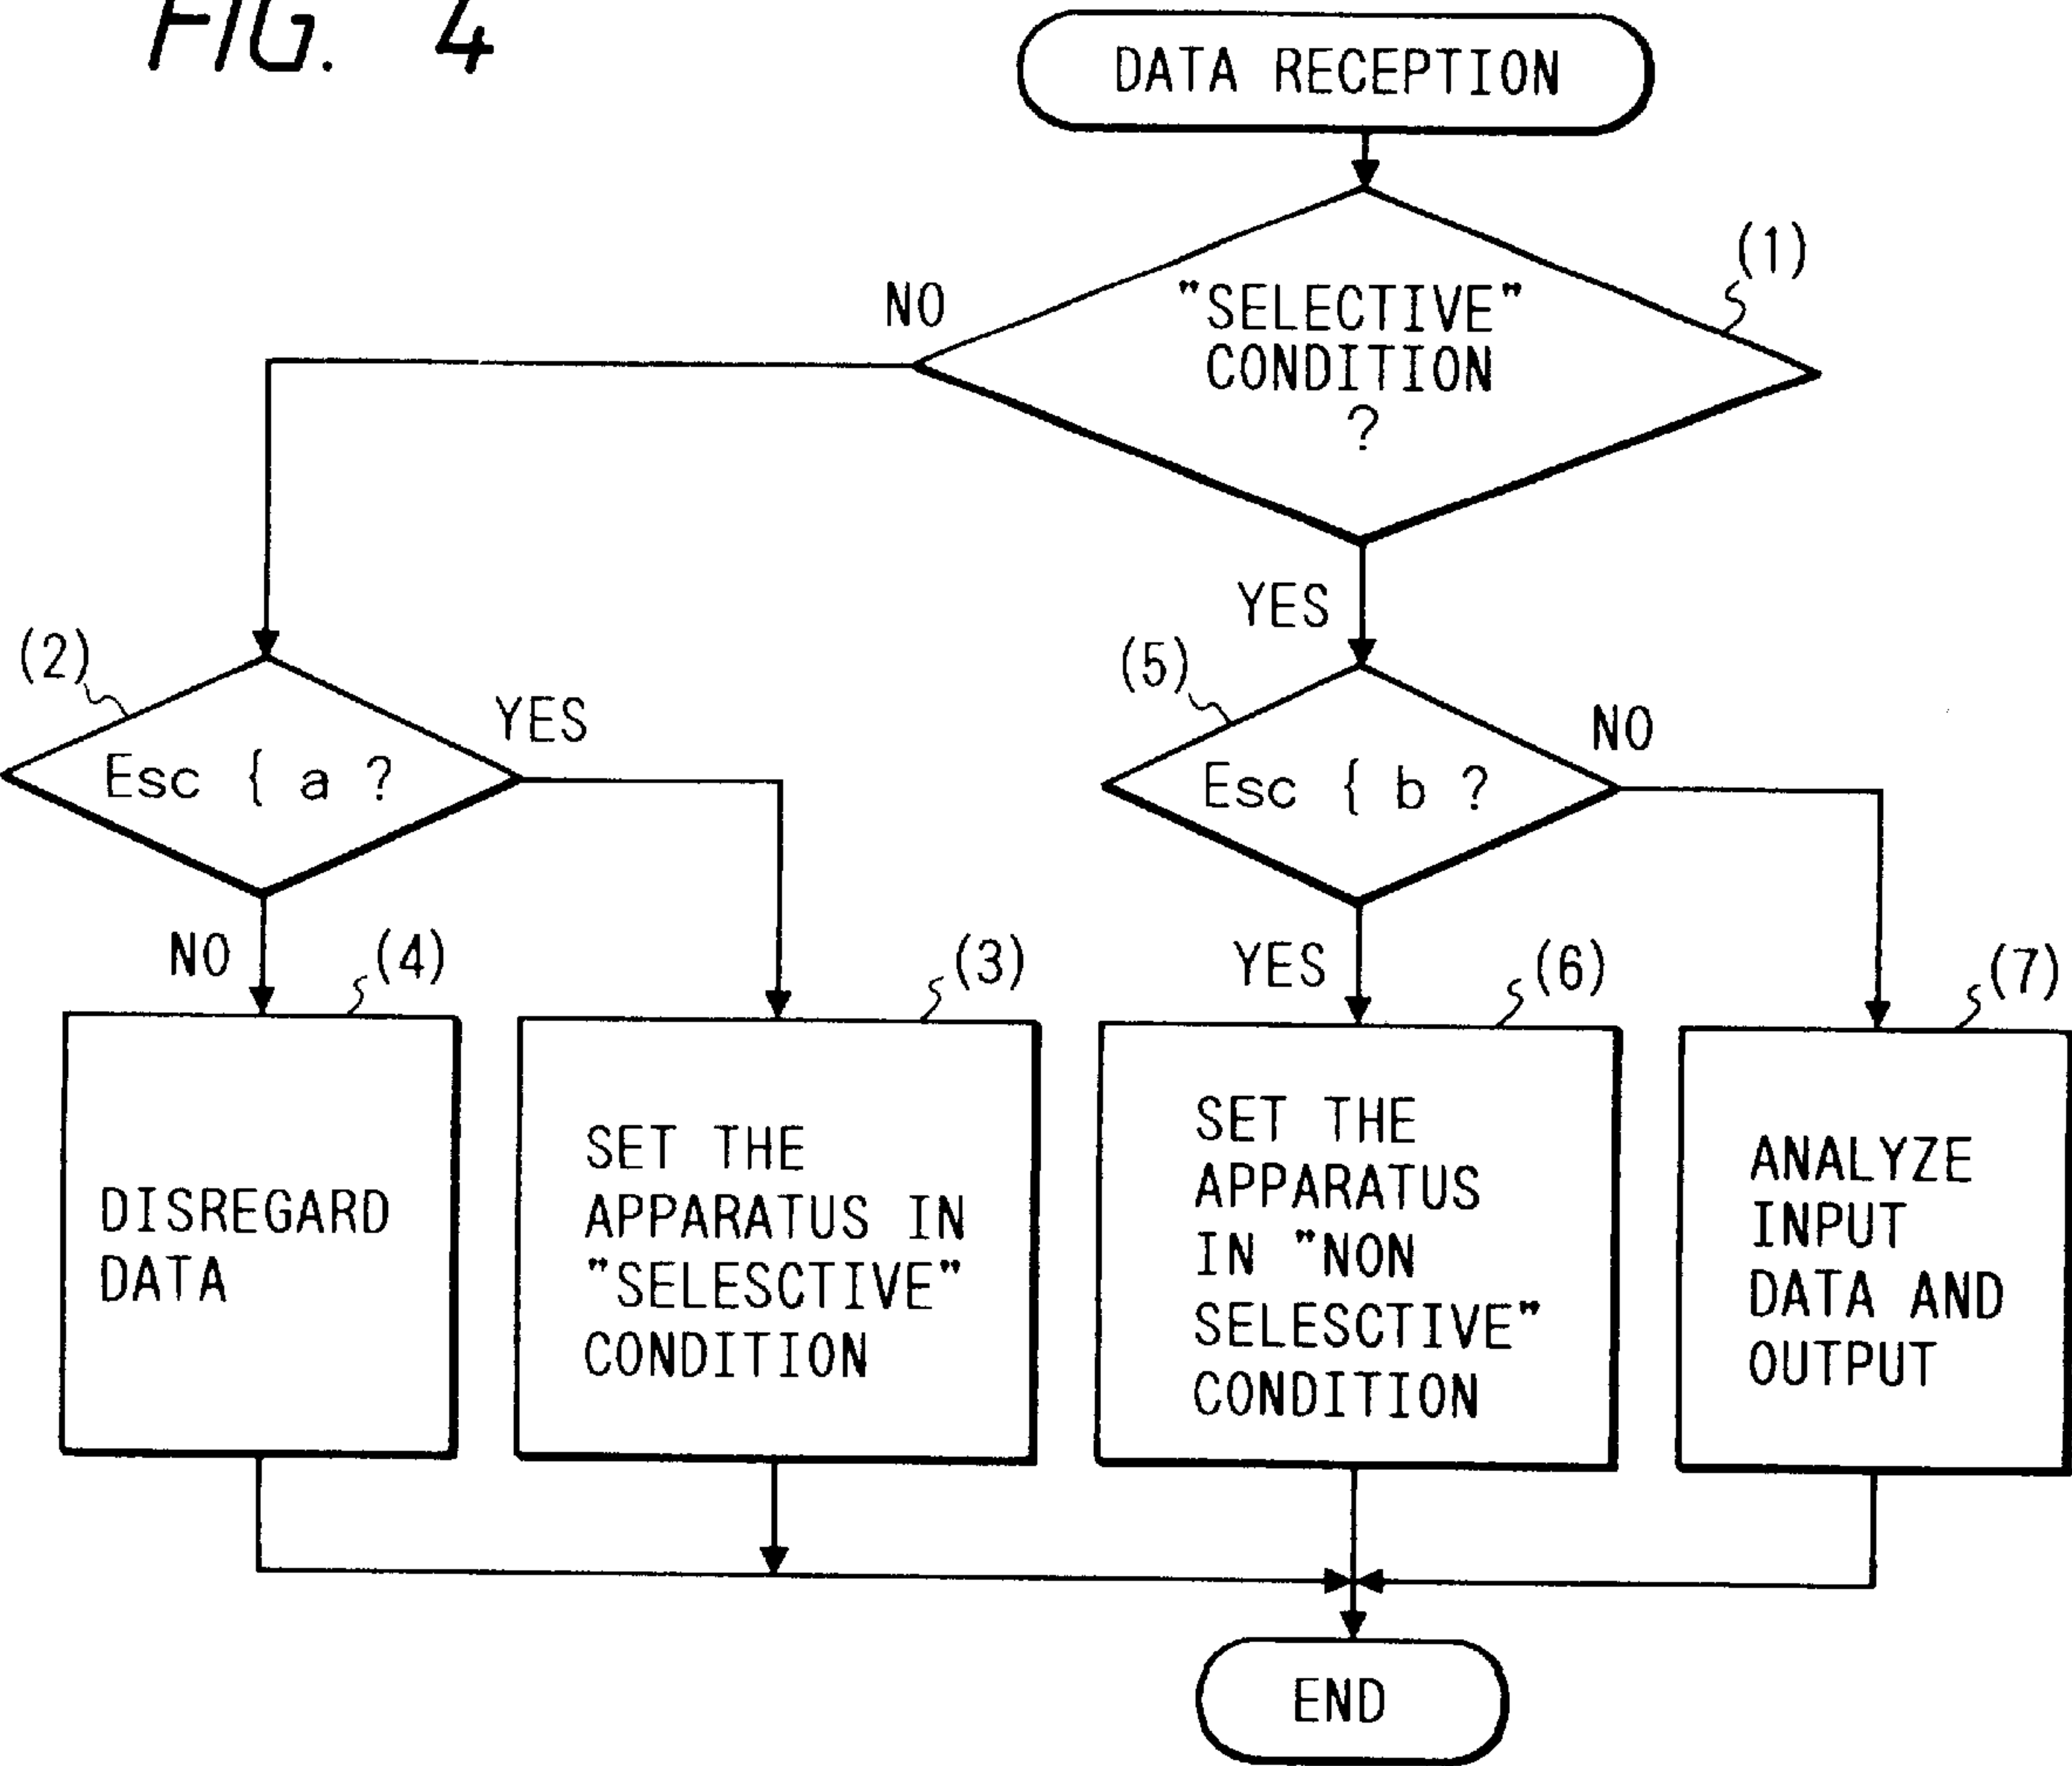 FIG. 4
DATA RECEPTION
(1)
"SELECTIVE"
CONDITION
?
NO
YES
(2)
Esc { a ?
YES
NO
(5)
Esc { b ?
NO
YES
(4)
DISREGARD
DATA
(3)
SET THE
APPARATUS IN
"SELESCTIVE"
CONDITION
(6)
SET THE
APPARATUS
IN "NON
SELESCTIVE"
CONDITION
(7)
ANALYZE
INPUT
DATA AND
OUTPUT
END